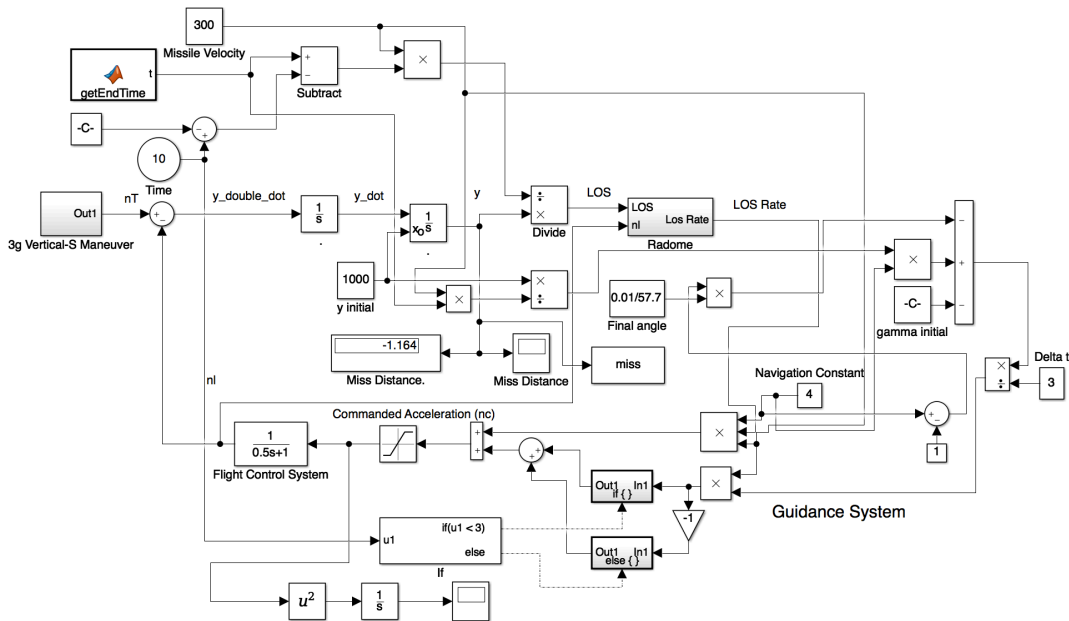 300
Missile Velocity
t
getEndTime
+
−
Subtract
×
-C-
−
+
10
Time
nT
y_double_dot
y_dot
y
Out1
3g Vertical-S Maneuver
+
−
1
s
.
xo
1
s
.
÷
×
Divide
LOS
LOS
nl
Los Rate
Radome
LOS Rate
1000
y initial
×
×
÷
0.01/57.7
Final angle
×
×
-C-
gamma initial
−
+
−
-1.164
Miss Distance.
Miss Distance
miss
Navigation Constant
4
×
÷
Delta t
3
+
−
1
nl
Commanded Acceleration (nc)
1
0.5s+1
Flight Control System
+
+
+
+
×
×
Out1 In1
if { }
-1
Out1 In1
else { }
Guidance System
u1
if(u1 < 3)
else
If
u²
1
s